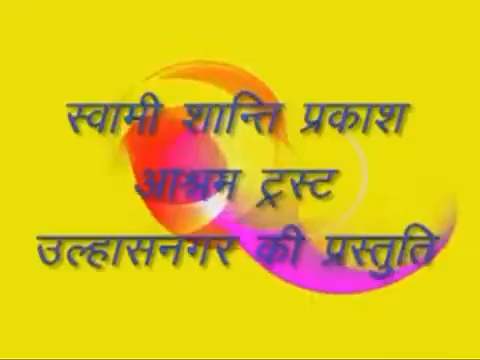 स्वामी शान्ति प्रकाश
आश्रम ट्रस्ट
उल्हासनगर की प्रस्तुति